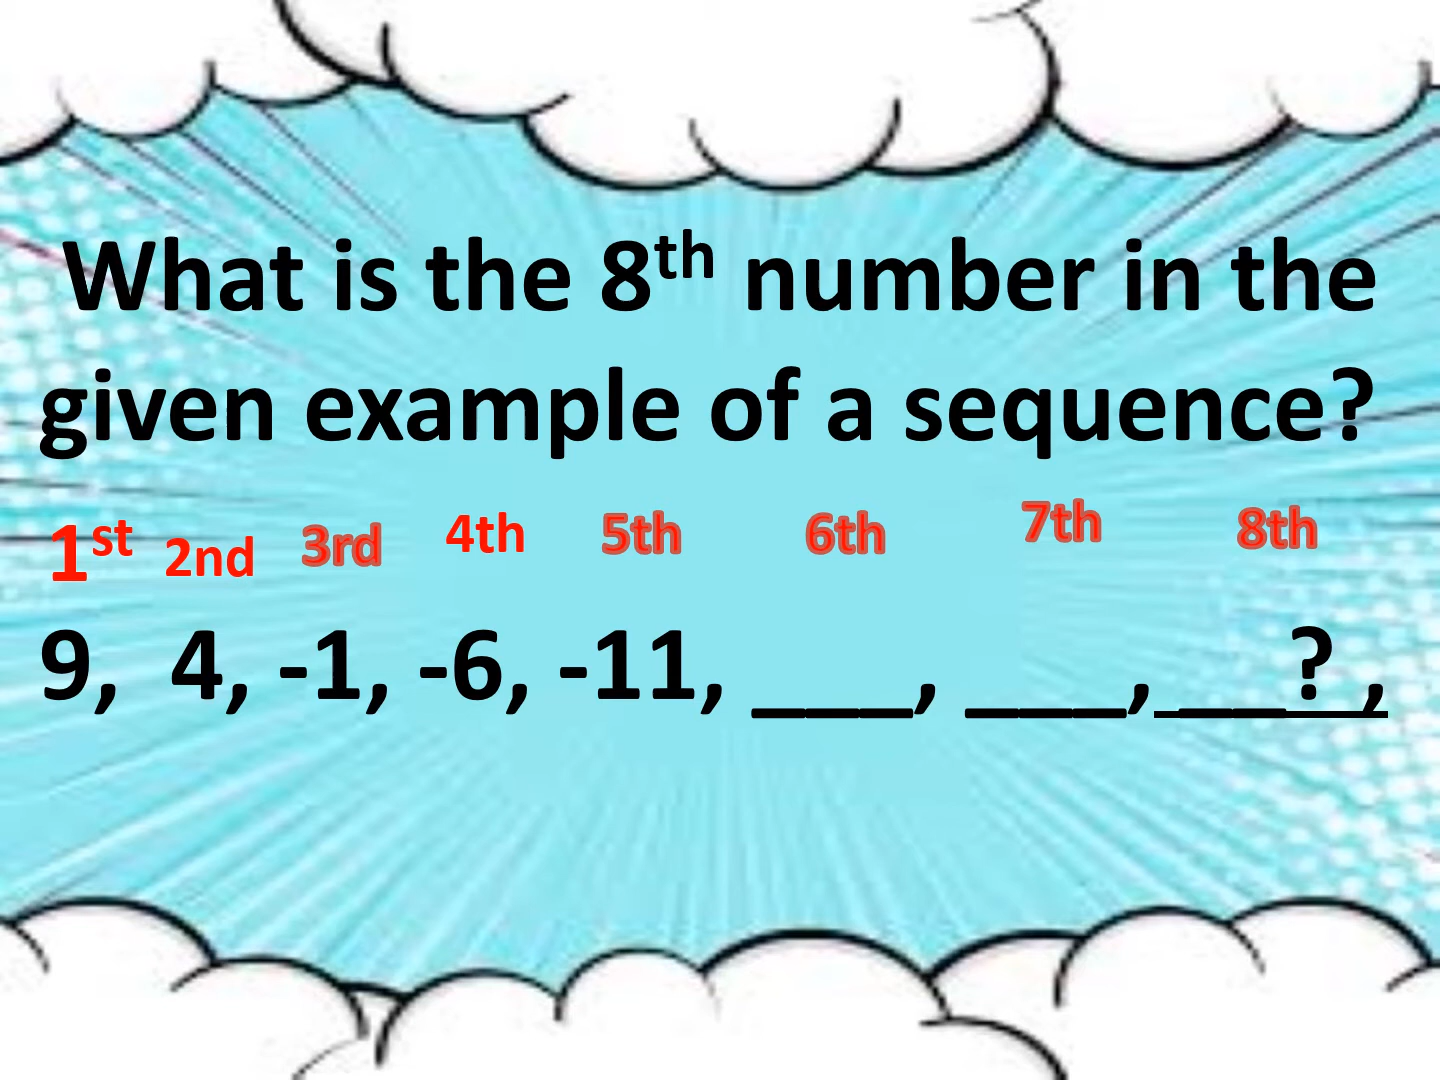 What is the 8th number in the
given example of a sequence?
1st 2nd 3rd 4th 5th 6th 7th 8th
9, 4, -1, -6, -11, ___, ___, __? ,